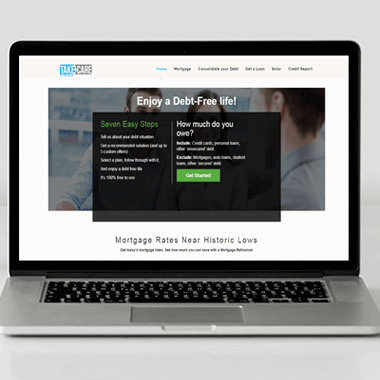 TAKE CARE
Home Mortgage Consolidate your Debt Get a Loan Solar Credit Report
Enjoy a Debt-Free life!
Seven Easy Steps
Tell us about your debt situation
Get a recommended solution (and up to
5 custom offers)
Select a plan, follow through with it,
And enjoy a debt free life
It's 100% free to use
How much do you
owe?
Include: Credit cards, personal loans,
other 'unsecured' debt.
Exclude: Mortgages, auto loans, student
loans, other 'secured' debt.
Get Started
Mortgage Rates Near Historic Lows
Get today's mortgage rates. See how much you can save with a Mortgage Refinance!